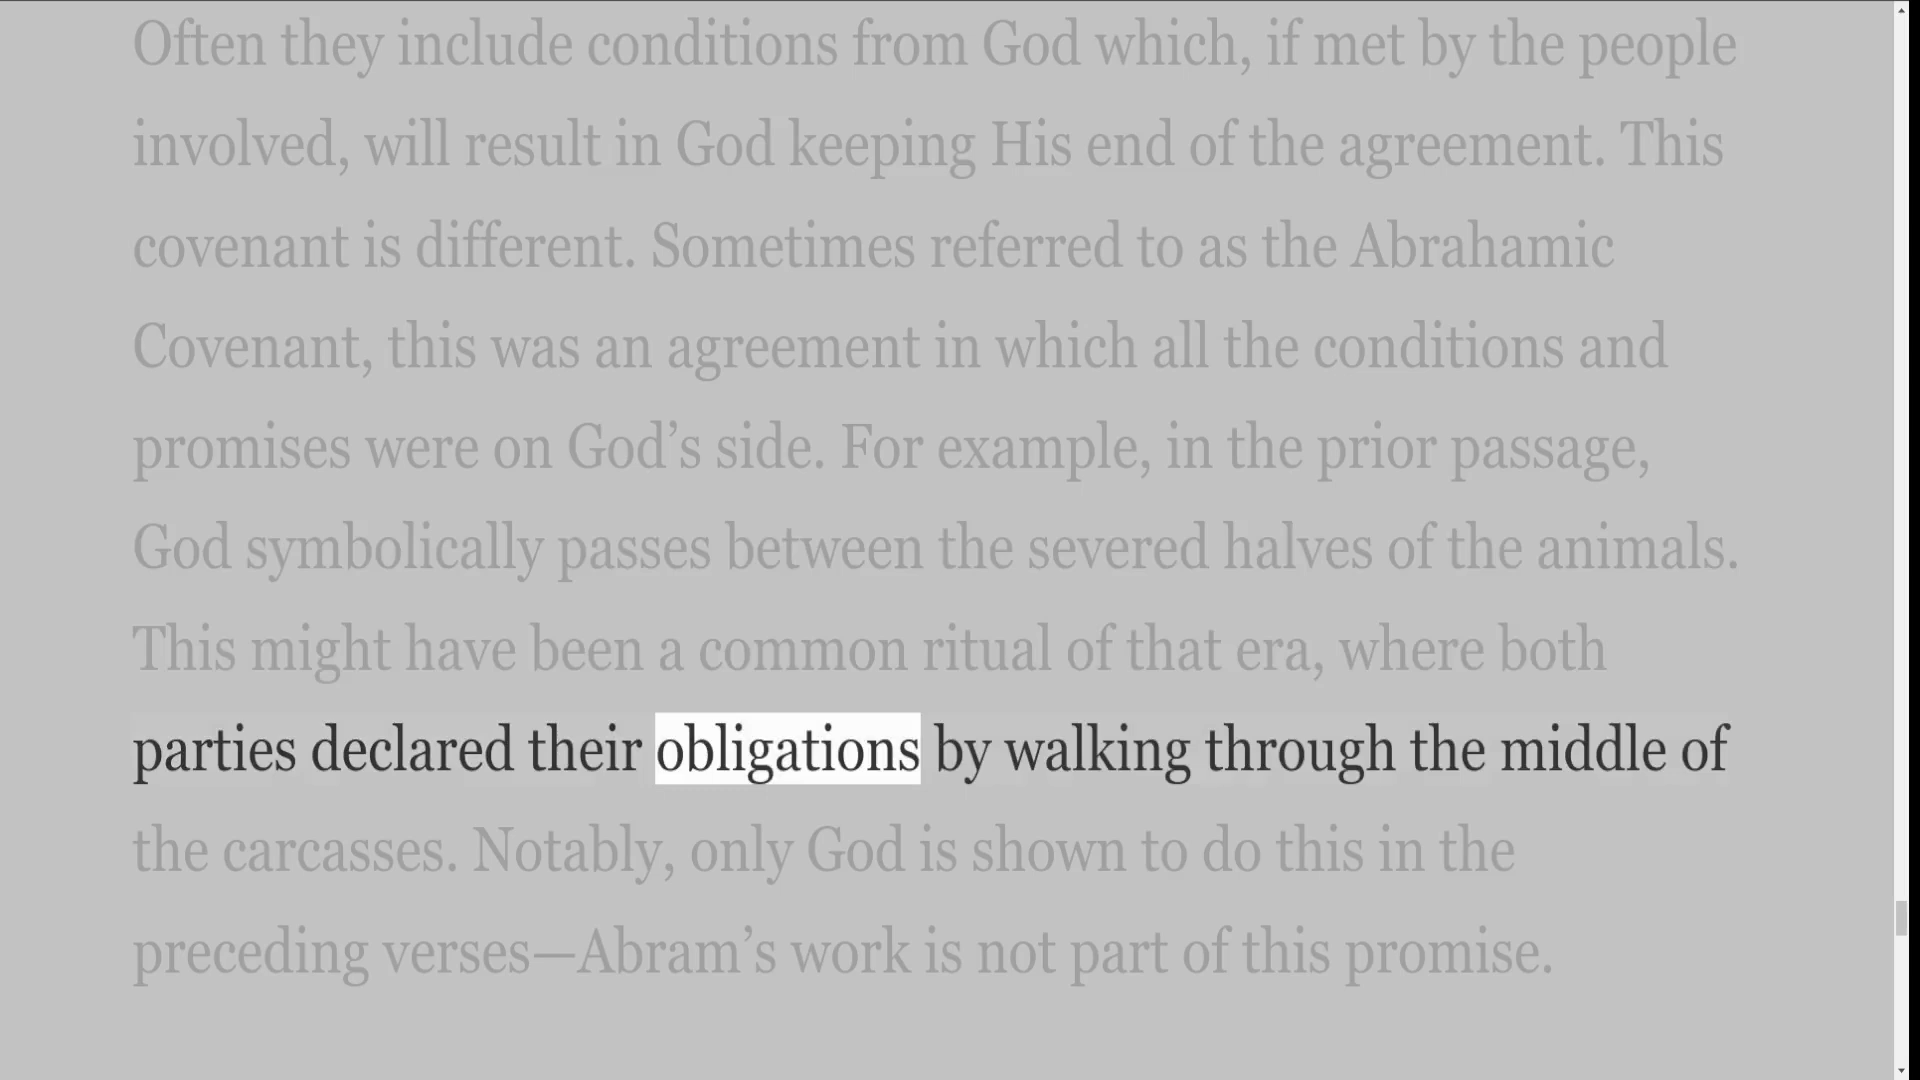 Often they include conditions from God which, if met by the people
involved, will result in God keeping His end of the agreement. This
covenant is different. Sometimes referred to as the Abrahamic
Covenant, this was an agreement in which all the conditions and
promises were on God’s side. For example, in the prior passage,
God symbolically passes between the severed halves of the animals.
This might have been a common ritual of that era, where both
parties declared their obligations by walking through the middle of
the carcasses. Notably, only God is shown to do this in the
preceding verses—Abram’s work is not part of this promise.